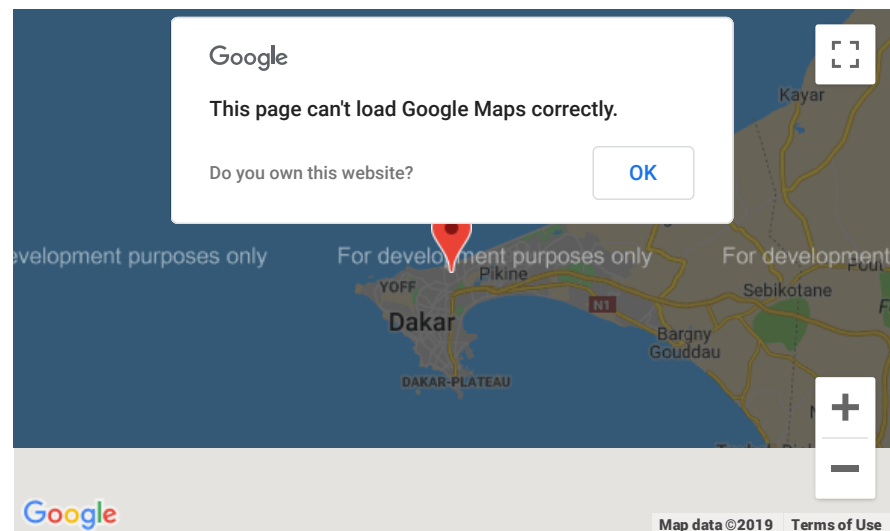 Google
This page can't load Google Maps correctly.
Do you own this website?
OK
Kayar
evelopment purposes only
For development purposes only
For development
Pikine
YOFF
Sebikotane
N1
Dakar
Bargny
Gouddau
DAKAR-PLATEAU
Google
Map data ©2019
Terms of Use